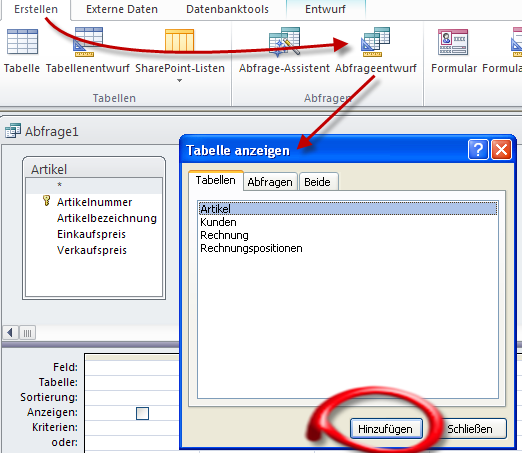 Erstellen Externe Daten Datenbanktools Entwurf
Tabelle Tabellenentwurf SharePoint-Listen Abfrage-Assistent Abfrageentwurf Formular
Tabellen Abfragen
Abfrage1
Artikel
*
Artikelnummer
Artikelbezeichnung
Einkaufspreis
Verkaufspreis
Tabelle anzeigen
Tabellen Abfragen Beide
Artikel
Kunden
Rechnung
Rechnungspositionen
Hinzufügen Schließen
Feld:
Tabelle:
Sortierung:
Anzeigen:
Kriterien:
oder: